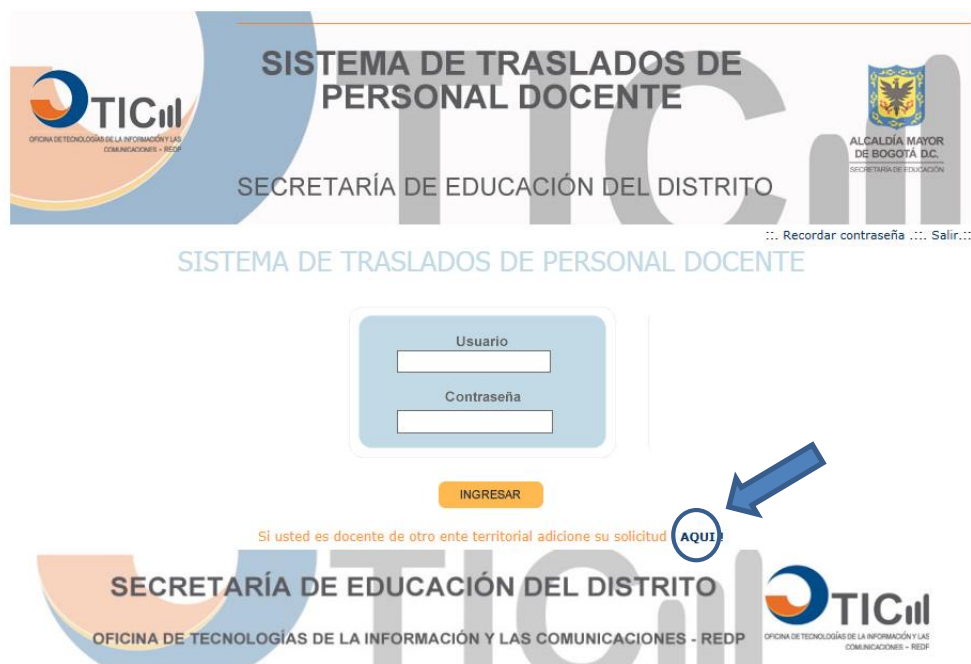 SISTEMA DE TRASLADOS DE
PERSONAL DOCENTE
TIC
OFICINA DE TECNOLOGÍAS DE LA INFORMACIÓN Y LAS
COMUNICACIONES - REDP
ALCALDÍA MAYOR
DE BOGOTÁ D.C.
SECRETARÍA DE EDUCACIÓN
SECRETARÍA DE EDUCACIÓN DEL DISTRITO
TIC
::. Recordar contraseña .::. Salir.::
SISTEMA DE TRASLADOS DE PERSONAL DOCENTE
Usuario
Contraseña
INGRESAR
Si usted es docente de otro ente territorial adicione su solicitud AQUI!
SECRETARÍA DE EDUCACIÓN DEL DISTRITO
OFICINA DE TECNOLOGÍAS DE LA INFORMACIÓN Y LAS COMUNICACIONES - REDP
TIC
OFICINA DE TECNOLOGÍAS DE LA INFORMACIÓN Y LAS
COMUNICACIONES - REDP